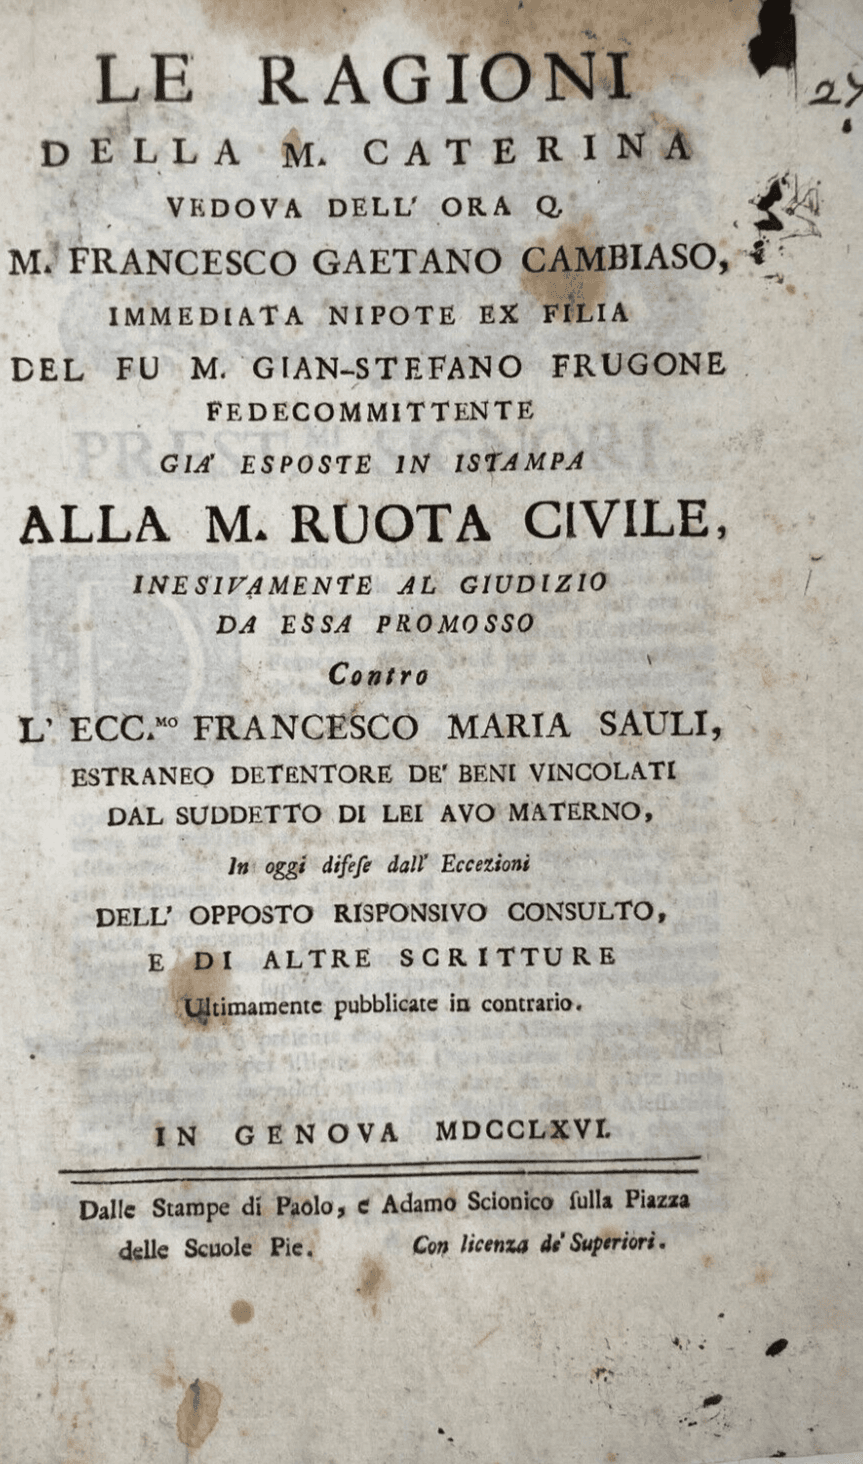 LE RAGIONI
DELLA M. CATERINA
VEDOVA DELL' ORA Q.
M. FRANCESCO GAETANO CAMBIASO,
IMMEDIATA NIPOTE EX FILIA
DEL FU M. GIAN-STEFANO FRUGONE
FEDECOMMITTENTE
GIA' ESPOSTE IN ISTAMPA
ALLA M. RUOTA CIVILE,
INESIVAMENTE AL GIUDIZIO
DA ESSA PROMOSSO
Contro
L' ECC.MO FRANCESCO MARIA SAULI,
ESTRANEO DETENTORE DE' BENI VINCOLATI
DAL SUDDETTO DI LEI AVO MATERNO,
In oggi difeſe dall' Eccezioni
DELL' OPPOSTO RISPONSIVO CONSULTO,
E DI ALTRE SCRITTURE
Ultimamente pubblicate in contrario.
IN GENOVA MDCCLXVI.
Dalle Stampe di Paolo, e Adamo Scionico ſulla Piazza
delle Scuole Pie. Con licenza de' Superiori.